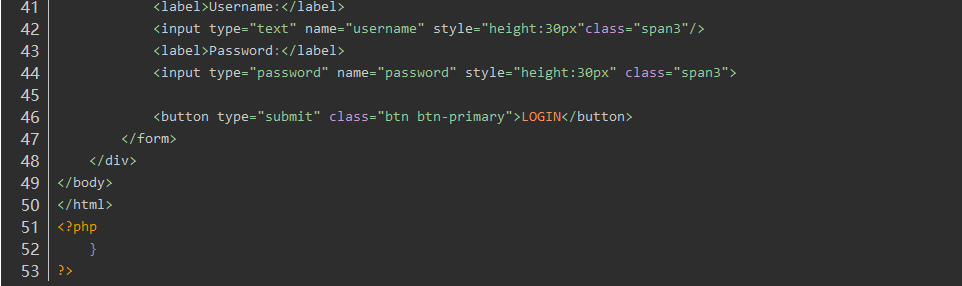 41 <label>Username:</label>
42 <input type="text" name="username" style="height:30px"class="span3"/>
43 <label>Password:</label>
44 <input type="password" name="password" style="height:30px" class="span3">
45
46 <button type="submit" class="btn btn-primary">LOGIN</button>
47 </form>
48 </div>
49 </body>
50 </html>
51 <?php
52 }
53 ?>